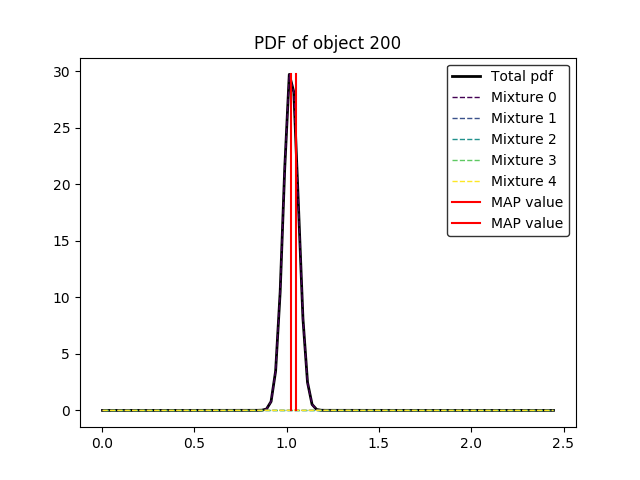 PDF of object 200
30
25
20
15
10
5
0
0.0 0.5 1.0 1.5 2.0 2.5
Total pdf
Mixture 0
Mixture 1
Mixture 2
Mixture 3
Mixture 4
MAP value
MAP value